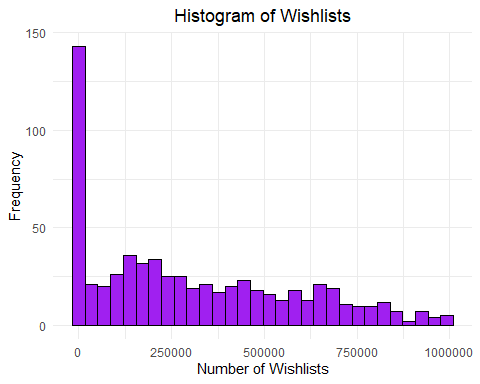 Histogram of Wishlists
150
100
50
0
Frequency
0 250000 500000 750000 1000000
Number of Wishlists